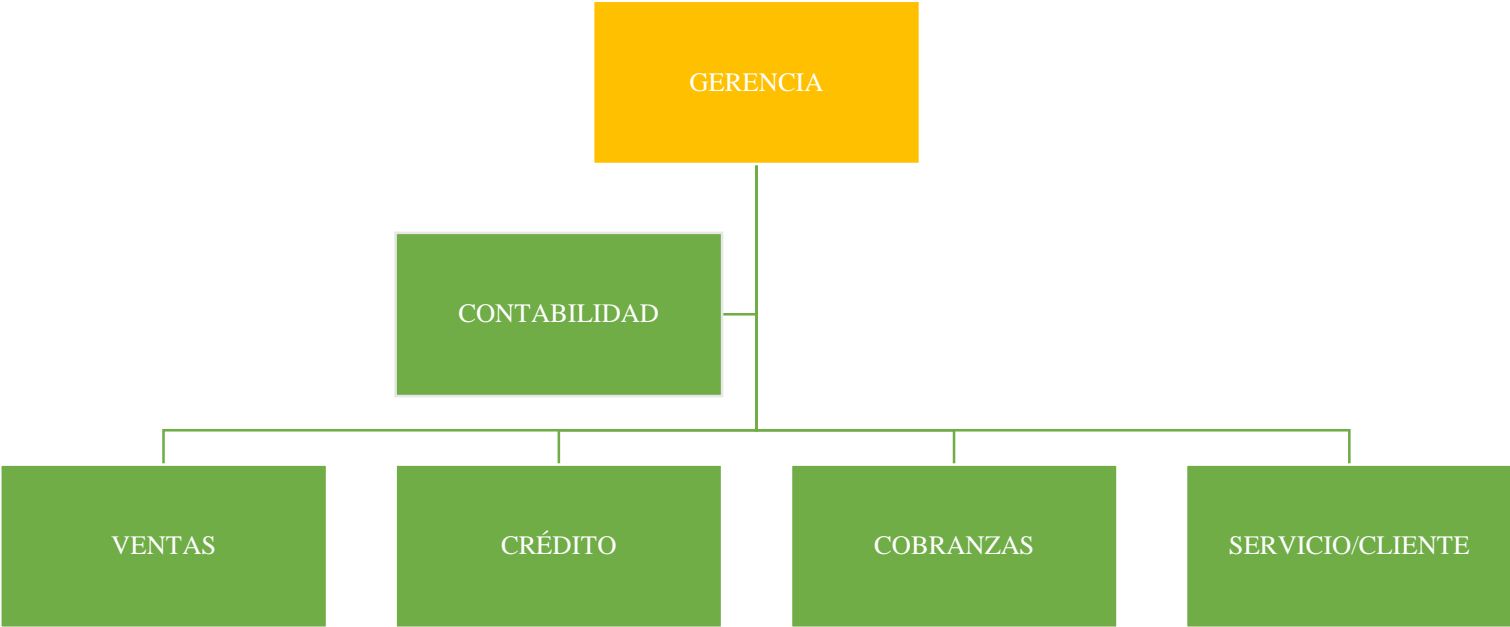 GERENCIA
CONTABILIDAD
VENTAS
CRÉDITO
COBRANZAS
SERVICIO/CLIENTE